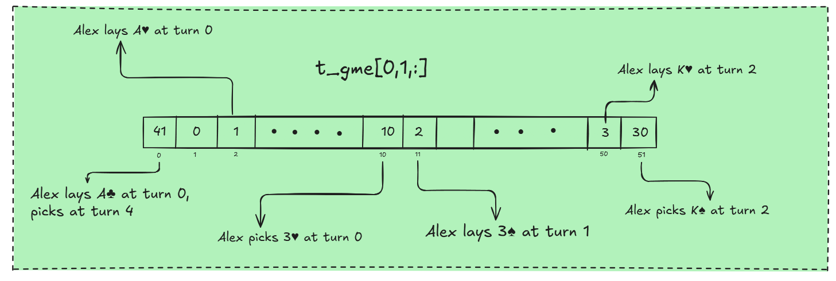 Alex lays A♥ at turn 0
t_gme[0,1,:]
Alex lays K♥ at turn 2
41 0 1 • • • • 10 2 • • • 3 30
0 1 2 10 11 50 51
Alex lays A♣ at turn 0,
picks at turn 4
Alex picks 3♥ at turn 0
Alex lays 3♠ at turn 1
Alex picks K♠ at turn 2